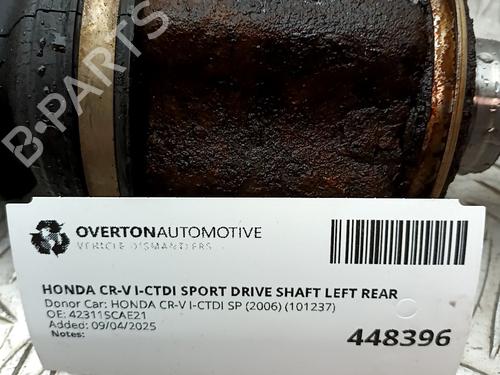 B-PARTS
OVERTONAUTOMOTIVE
VEHICLE DISMANTLERS
HONDA CR-V I-CTDI SPORT DRIVE SHAFT LEFT REAR
Donor Car: HONDA CR-V I-CTDI SP (2006) (101237)
OE: 42311SCAE21
Added: 09/04/2025
Notes:
448396